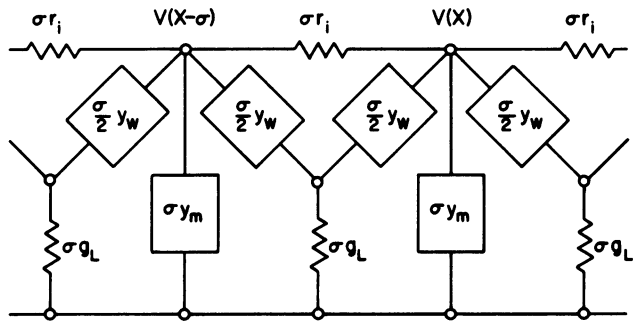 σr_i V(X-σ) σr_i V(X) σr_i
σ/2 y_w σ/2 y_w σ/2 y_w σ/2 y_w
σy_m σy_m
σg_L σg_L σg_L